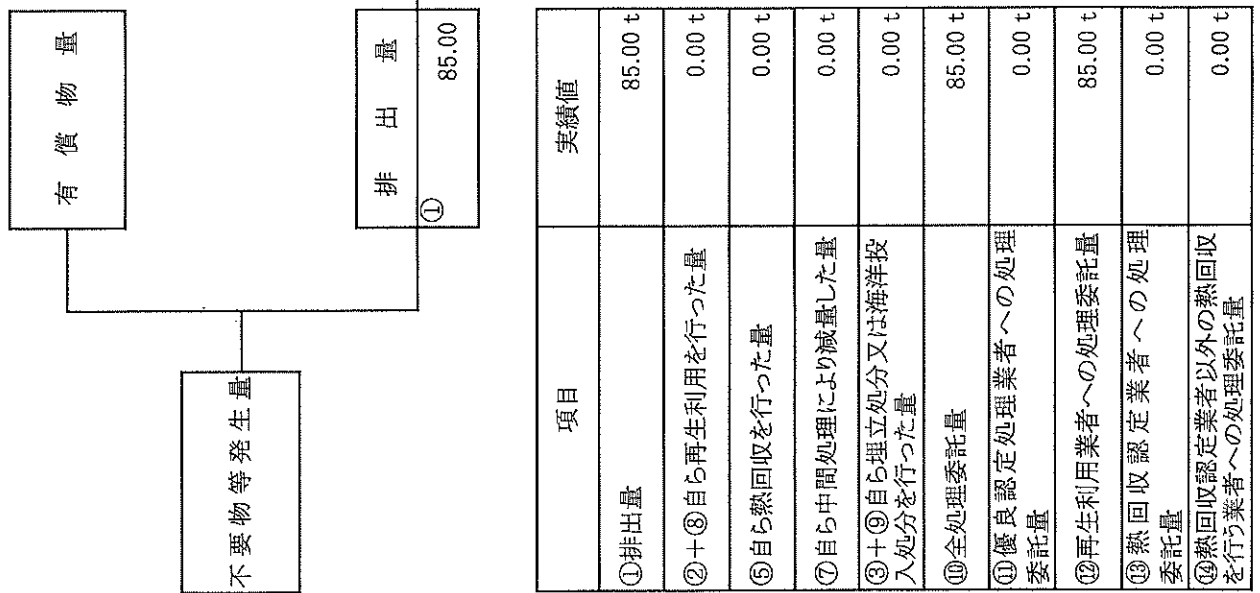 有償物量
不要物等発生量
排出量
① 85.00
項目 実績値
①排出量 85.00 t
②+⑧自ら再生利用を行った量 0.00 t
⑤自ら熱回収を行った量 0.00 t
⑦自ら中間処理により減量した量 0.00 t
③+⑨自ら埋立処分又は海洋投
入処分を行った量 0.00 t
⑩全処理委託量 85.00 t
⑪優良認定処理業者への処理
委託量 0.00 t
⑫再生利用業者への処理委託量 85.00 t
⑬熱回収認定業者への処理
委託量 0.00 t
⑭熱回収認定業者以外の熱回収
を行う業者への処理委託量 0.00 t